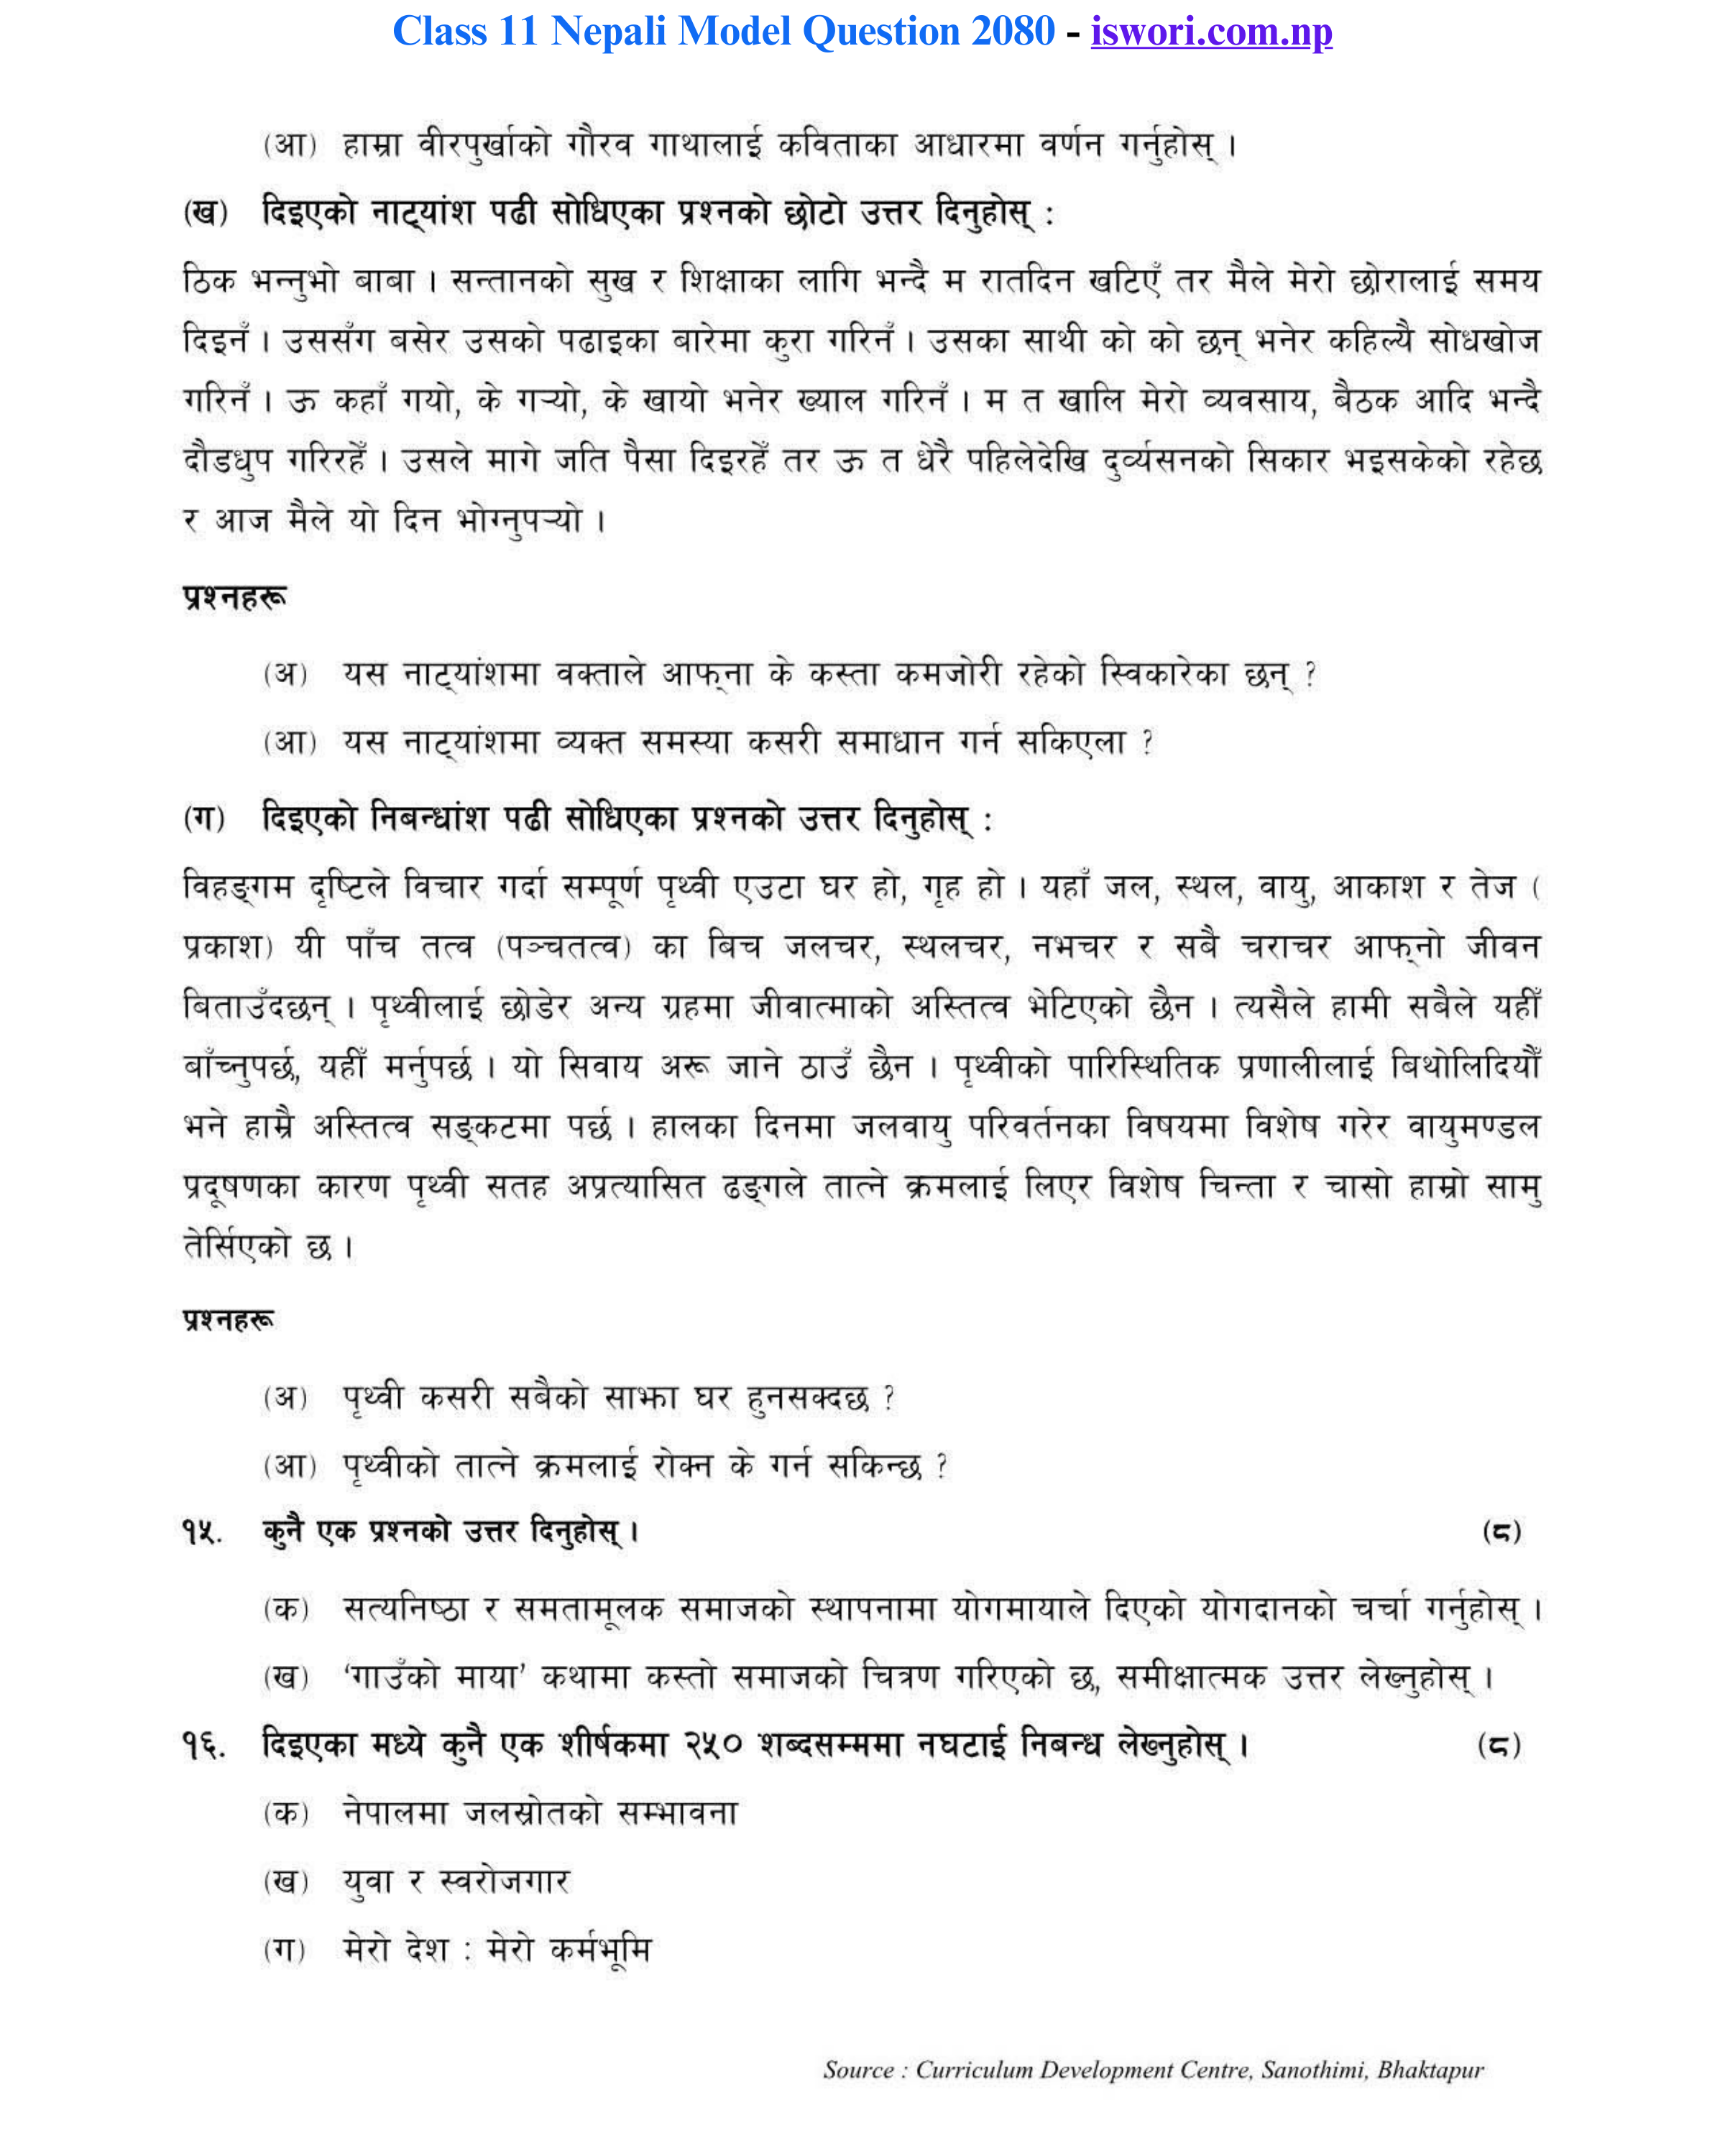 Class 11 Nepali Model Question 2080 - iswori.com.np
(आ) हाम्रा वीरपुर्खाको गौरव गाथालाई कविताका आधारमा वर्णन गर्नुहोस् ।
(ख) दिइएको नाट्यांश पढी सोधिएका प्रश्नको छोटो उत्तर दिनुहोस् :
ठिक भन्नुभो बाबा । सन्तानको सुख र शिक्षाका लागि भन्दै म रातदिन खटिएँ तर मैले मेरो छोरालाई समय
दिइनँ । उससँग बसेर उसको पढाइका बारेमा कुरा गरिनँ । उसका साथी को को छन् भनेर कहिल्यै सोधखोज
गरिनँ । ऊ कहाँ गयो, के गऱ्यो, के खायो भनेर ख्याल गरिनँ । म त खालि मेरो व्यवसाय, बैठक आदि भन्दै
दौडधुप गरिरहेँ । उसले मागे जति पैसा दिइरहेँ तर ऊ त धेरै पहिलेदेखि दुर्व्यसनको सिकार भइसकेको रहेछ
र आज मैले यो दिन भोग्नुपऱ्यो ।
प्रश्नहरू
(अ) यस नाट्यांशमा वक्ताले आफ्ना के कस्ता कमजोरी रहेको स्विकारेका छन् ?
(आ) यस नाट्यांशमा व्यक्त समस्या कसरी समाधान गर्न सकिएला ?
(ग) दिइएको निबन्धांश पढी सोधिएका प्रश्नको उत्तर दिनुहोस् :
विहङ्गम दृष्टिले विचार गर्दा सम्पूर्ण पृथ्वी एउटा घर हो, गृह हो । यहाँ जल, स्थल, वायु, आकाश र तेज (
प्रकाश) यी पाँच तत्व (पञ्चतत्व) का बिच जलचर, स्थलचर, नभचर र सबै चराचर आफ्नो जीवन
बिताउँदछन् । पृथ्वीलाई छोडेर अन्य ग्रहमा जीवात्माको अस्तित्व भेटिएको छैन । त्यसैले हामी सबैले यहीँ
बाँच्नुपर्छ, यहीँ मर्नुपर्छ । यो सिवाय अरू जाने ठाउँ छैन । पृथ्वीको पारिस्थितिक प्रणालीलाई बिथोलिदियौँ
भने हाम्रै अस्तित्व सङ्कटमा पर्छ । हालका दिनमा जलवायु परिवर्तनका विषयमा विशेष गरेर वायुमण्डल
प्रदूषणका कारण पृथ्वी सतह अप्रत्यासित ढङ्गले तात्ने क्रमलाई लिएर विशेष चिन्ता र चासो हाम्रो सामु
तेर्सिएको छ ।
प्रश्नहरू
(अ) पृथ्वी कसरी सबैको साझा घर हुनसक्दछ ?
(आ) पृथ्वीको तात्ने क्रमलाई रोक्न के गर्न सकिन्छ ?
१५. कुनै एक प्रश्नको उत्तर दिनुहोस् । (८)
(क) सत्यनिष्ठा र समतामूलक समाजको स्थापनामा योगमायाले दिएको योगदानको चर्चा गर्नुहोस् ।
(ख) ‘गाउँको माया’ कथामा कस्तो समाजको चित्रण गरिएको छ, समीक्षात्मक उत्तर लेख्नुहोस् ।
१६. दिइएका मध्ये कुनै एक शीर्षकमा २५० शब्दसम्ममा नघटाई निबन्ध लेख्नुहोस् । (८)
(क) नेपालमा जलस्रोतको सम्भावना
(ख) युवा र स्वरोजगार
(ग) मेरो देश : मेरो कर्मभूमि
Source : Curriculum Development Centre, Sanothimi, Bhaktapur